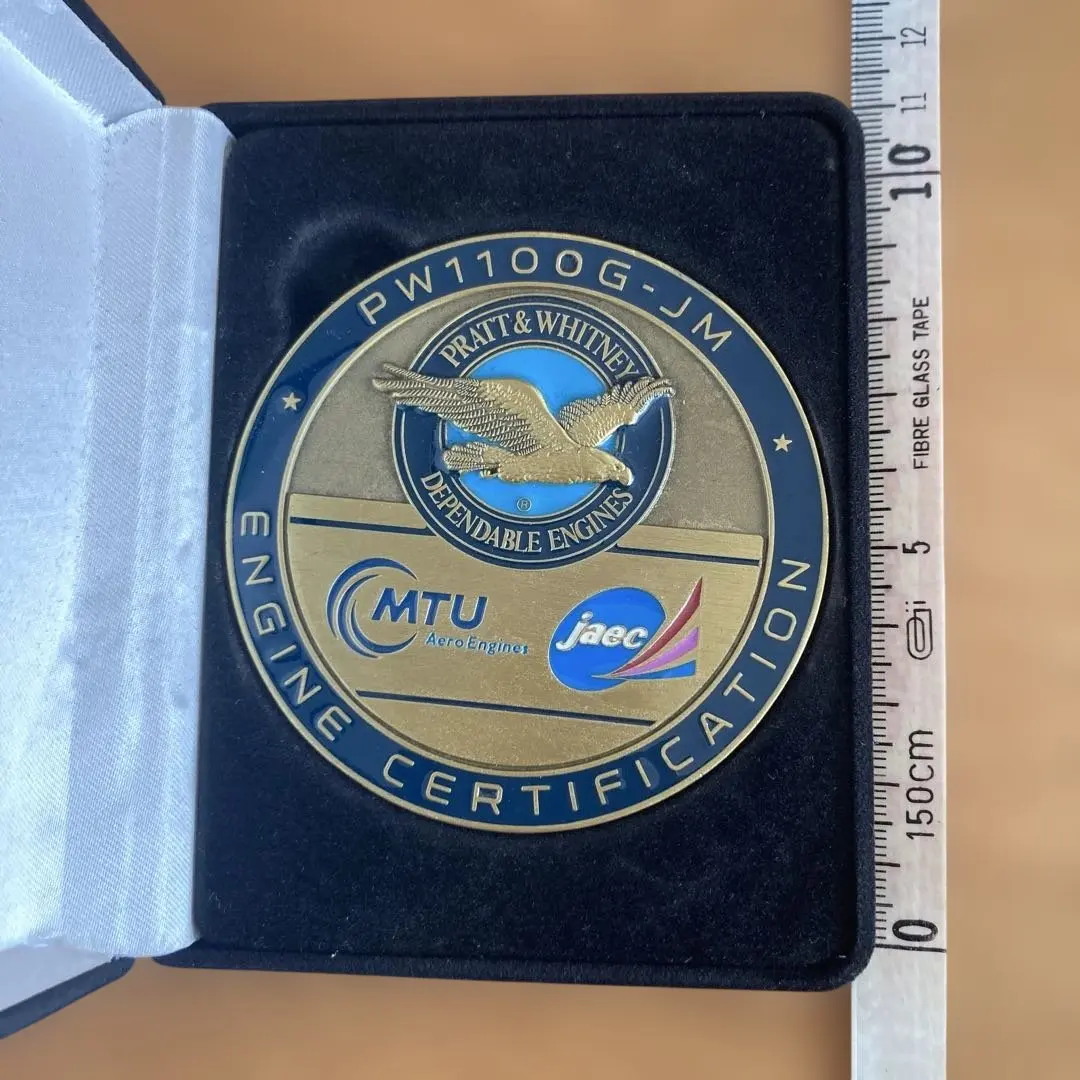 PW1100G-JM
PRATT & WHITNEY
®
DEPENDABLE ENGINES
MTU
Aero Engines
jaec
ENGINE CERTIFICATION
0
150cm
5
FIBRE GLASS TAPE
10
11
12